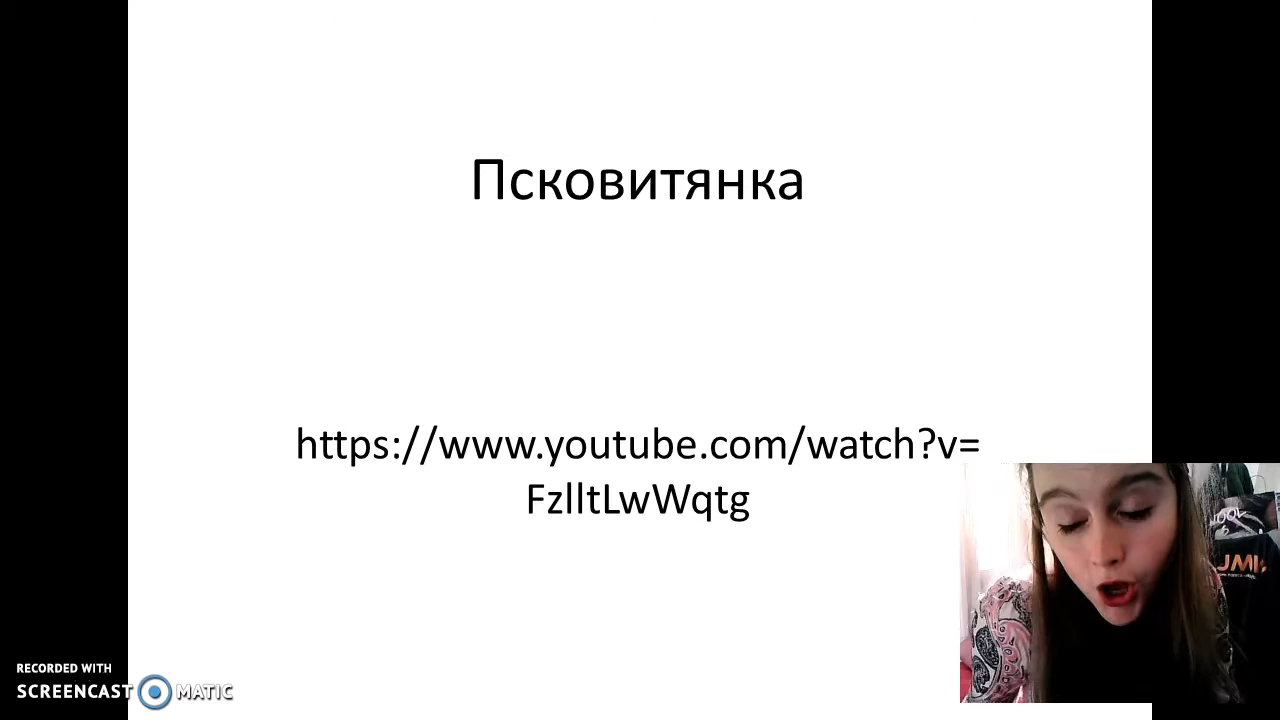 Псковитянка
https://www.youtube.com/watch?v=
FzlltLwWqtg
RECORDED WITH
SCREENCAST MATIC